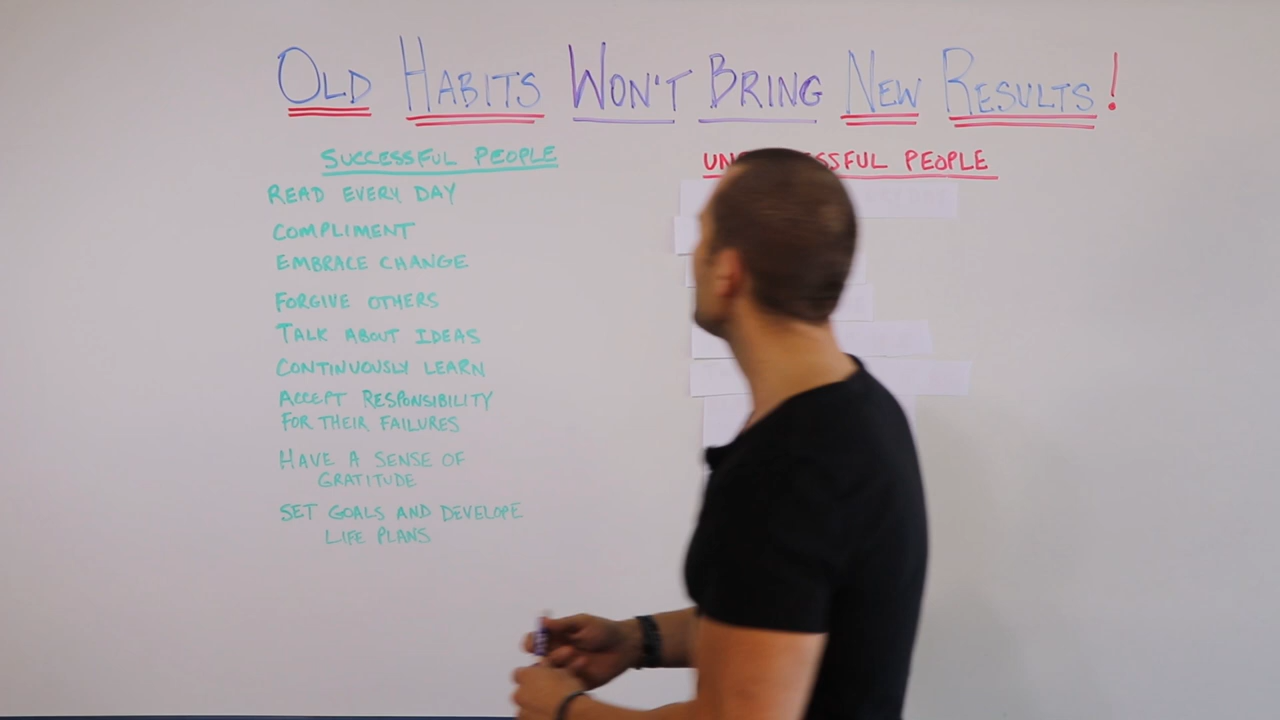 OLD HABITS WON'T BRING NEW RESULTS!
SUCCESSFUL PEOPLE
READ EVERY DAY
COMPLIMENT
EMBRACE CHANGE
FORGIVE OTHERS
TALK ABOUT IDEAS
CONTINUOUSLY LEARN
ACCEPT RESPONSIBILITY
FOR THEIR FAILURES
HAVE A SENSE OF
GRATITUDE
SET GOALS AND DEVELOPE
LIFE PLANS
PEOPLE